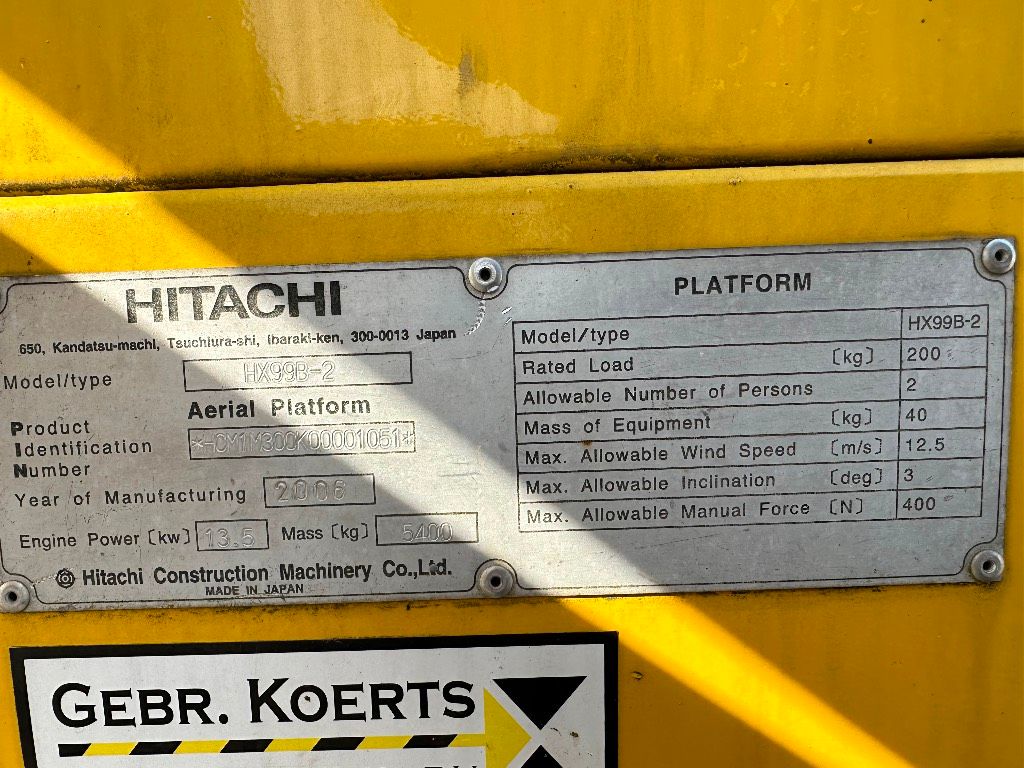 HITACHI
650, Kandatsu-machi, Tsuchiura-shi, Ibaraki-ken, 300-0013 Japan
Model/type HX99B-2
Aerial Platform
Product
Identification *HCM1M300K00001051*
Number
Year of Manufacturing 2006
Engine Power [kw] 13.5 Mass [kg] 5400
Hitachi Construction Machinery Co.,Ltd.
MADE IN JAPAN
PLATFORM
Model/type HX99B-2
Rated Load [kg] 200
Allowable Number of Persons 2
Mass of Equipment [kg] 40
Max. Allowable Wind Speed [m/s] 12.5
Max. Allowable Inclination [deg] 3
Max. Allowable Manual Force [N] 400
GEBR. KOERTS